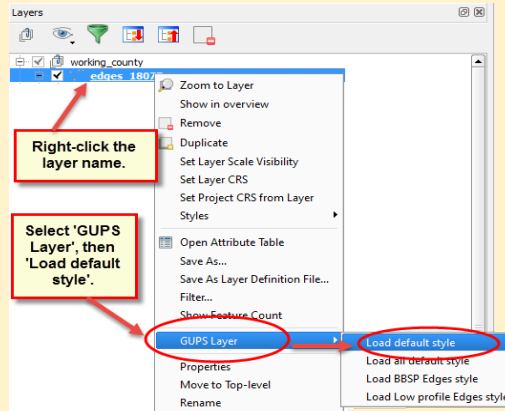 Layers
working_county
edges_1807
Zoom to Layer
Show in overview
Remove
Duplicate
Set Layer Scale Visibility
Set Layer CRS
Set Project CRS from Layer
Styles
Open Attribute Table
Save As...
Save As Layer Definition File...
Filter...
Show Feature Count
GUPS Layer
Properties
Move to Top-level
Rename
Load default style
Load all default style
Load BBSP Edges style
Load Low profile Edges style
Right-click the
layer name.
Select 'GUPS
Layer', then
'Load default
style'.